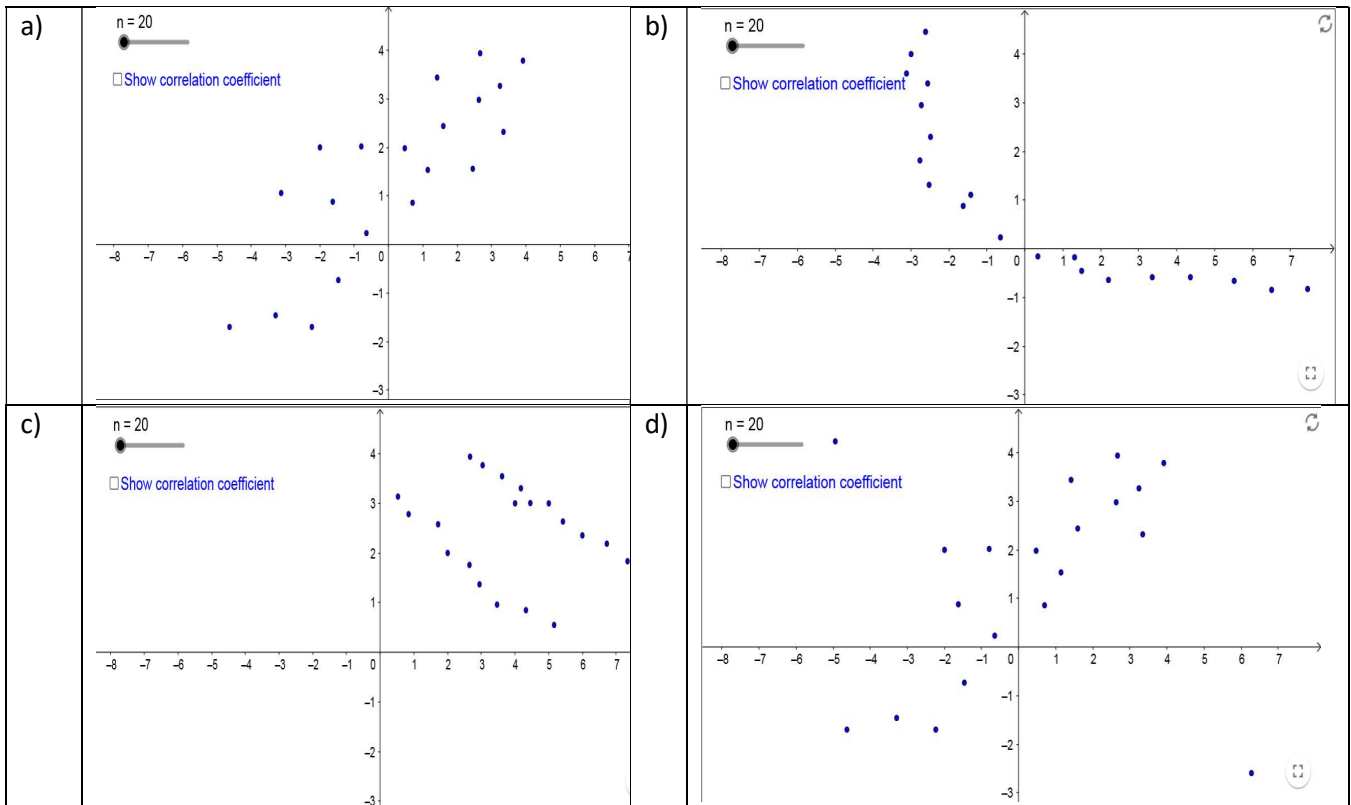 a)
n = 20
Show correlation coefficient
4
3
2
1
–8 –7 –6 –5 –4 –3 –2 –1 0 1 2 3 4 5 6 7
–1
–2
–3
b)
n = 20
Show correlation coefficient
4
3
2
1
–8 –7 –6 –5 –4 –3 –2 –1 0 1 2 3 4 5 6 7
–1
–2
–3
c)
n = 20
Show correlation coefficient
4
3
2
1
–8 –7 –6 –5 –4 –3 –2 –1 0 1 2 3 4 5 6 7
–1
–2
–3
d)
n = 20
Show correlation coefficient
4
3
2
1
–8 –7 –6 –5 –4 –3 –2 –1 0 1 2 3 4 5 6 7
–1
–2
–3